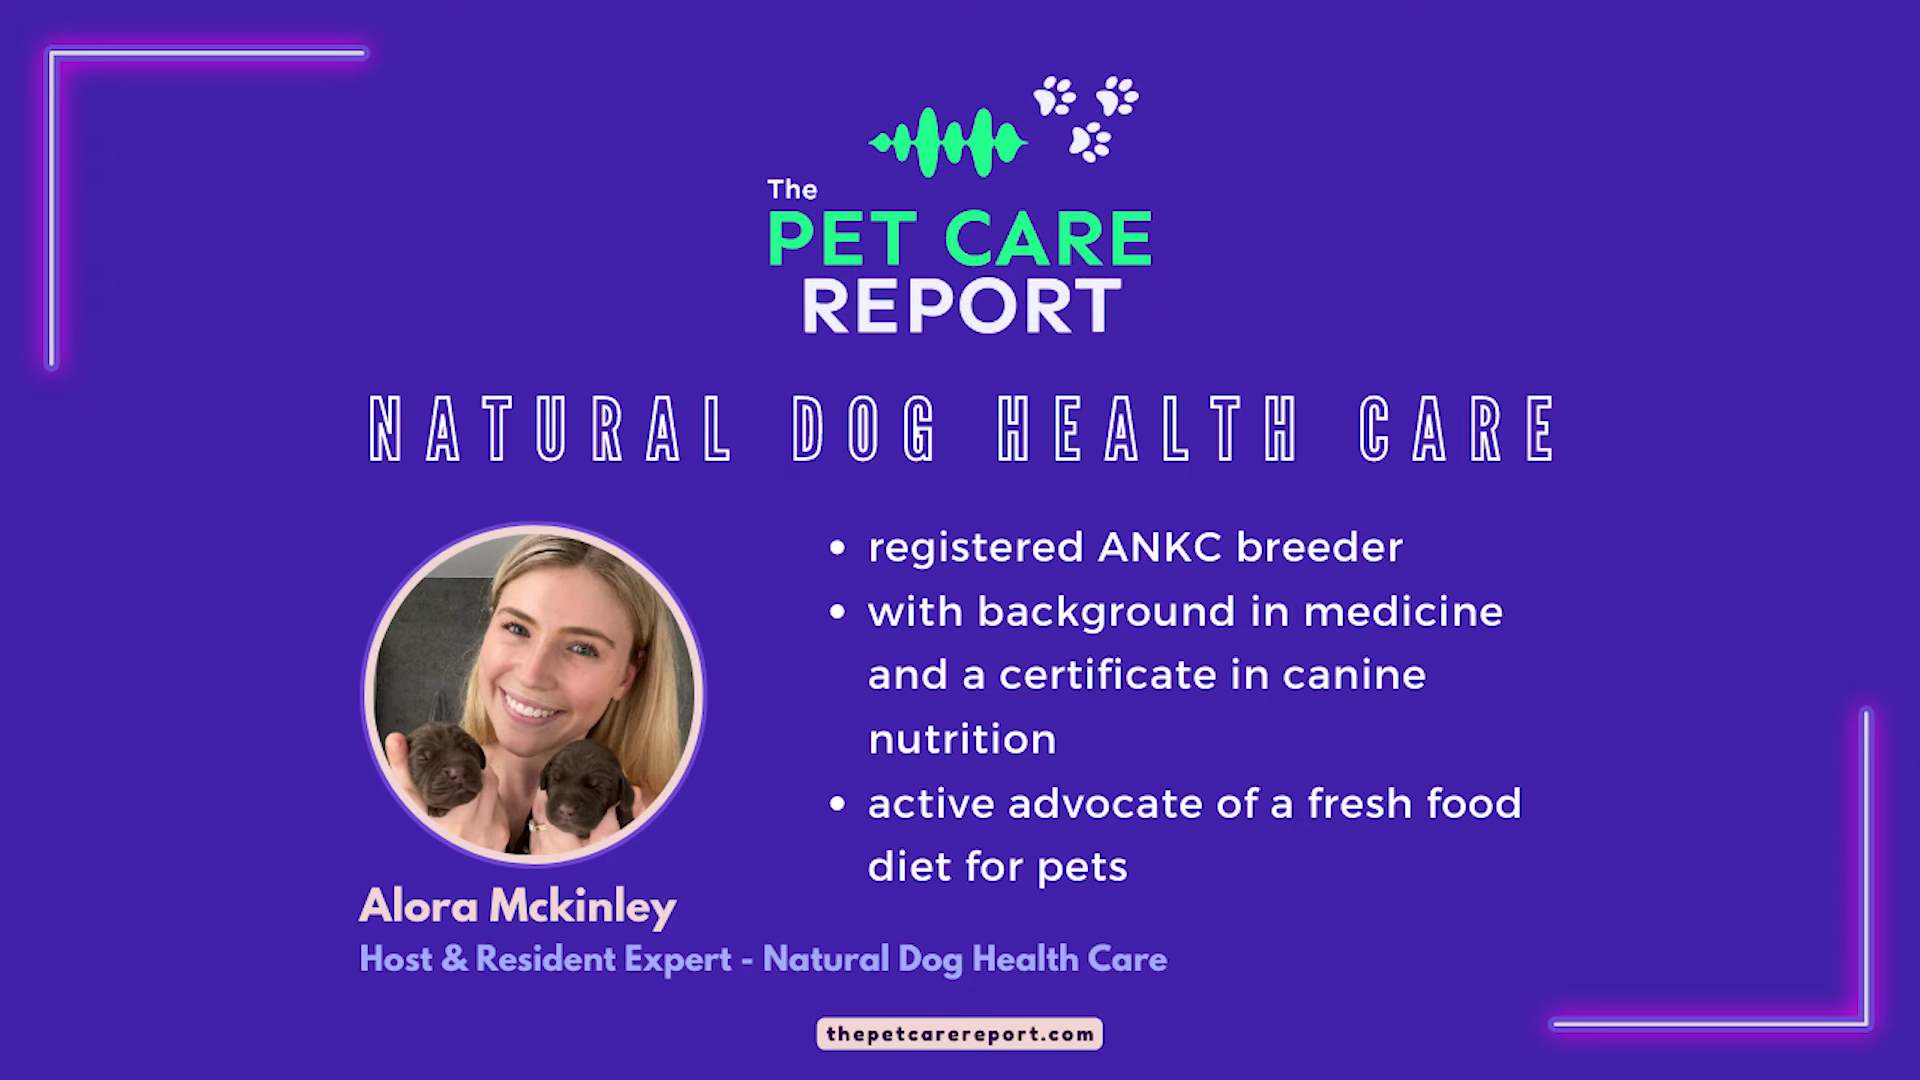 The
PET CARE
REPORT
NATURAL DOG HEALTH CARE
• registered ANKC breeder
• with background in medicine
and a certificate in canine
nutrition
• active advocate of a fresh food
diet for pets
Alora Mckinley
Host & Resident Expert - Natural Dog Health Care
thepetcarereport.com